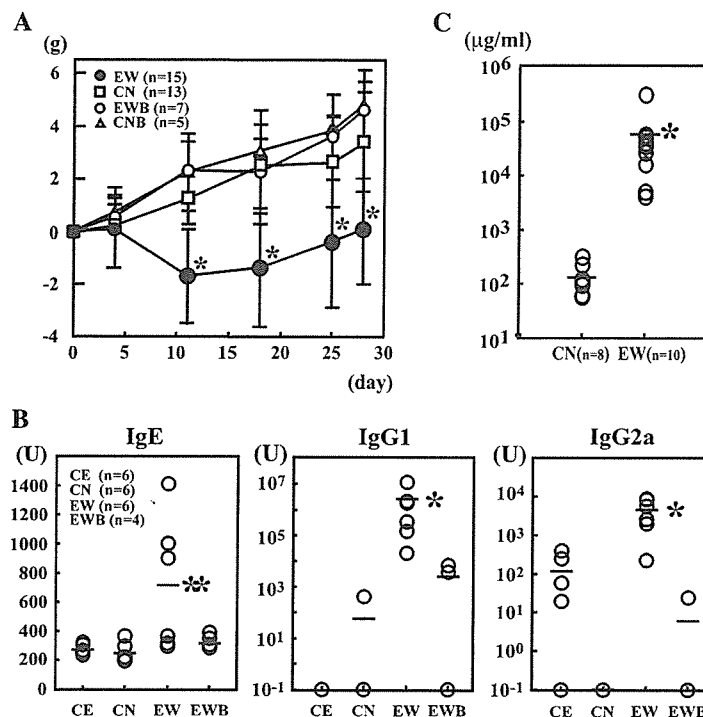 A
(g)
EW (n=15)
CN (n=13)
EWB (n=7)
CNB (n=5)
6
4
2
0
-2
-4
*
*
*
*
0 5 10 15 20 25 30
(day)
C
(μg/ml)
10⁶
10⁵
10⁴
10³
10²
10¹
*
CN(n=8) EW(n=10)
B
IgE
(U)
CE (n=6)
CN (n=6)
EW (n=6)
EWB (n=4)
1400
1200
1000
800
600
400
200
0
**
CE CN EW EWB
IgG1
(U)
10⁷
10⁵
10³
10¹
10⁻¹
*
CE CN EW EWB
IgG2a
(U)
10⁴
10³
10²
10¹
10⁻¹
*
CE CN EW EWB